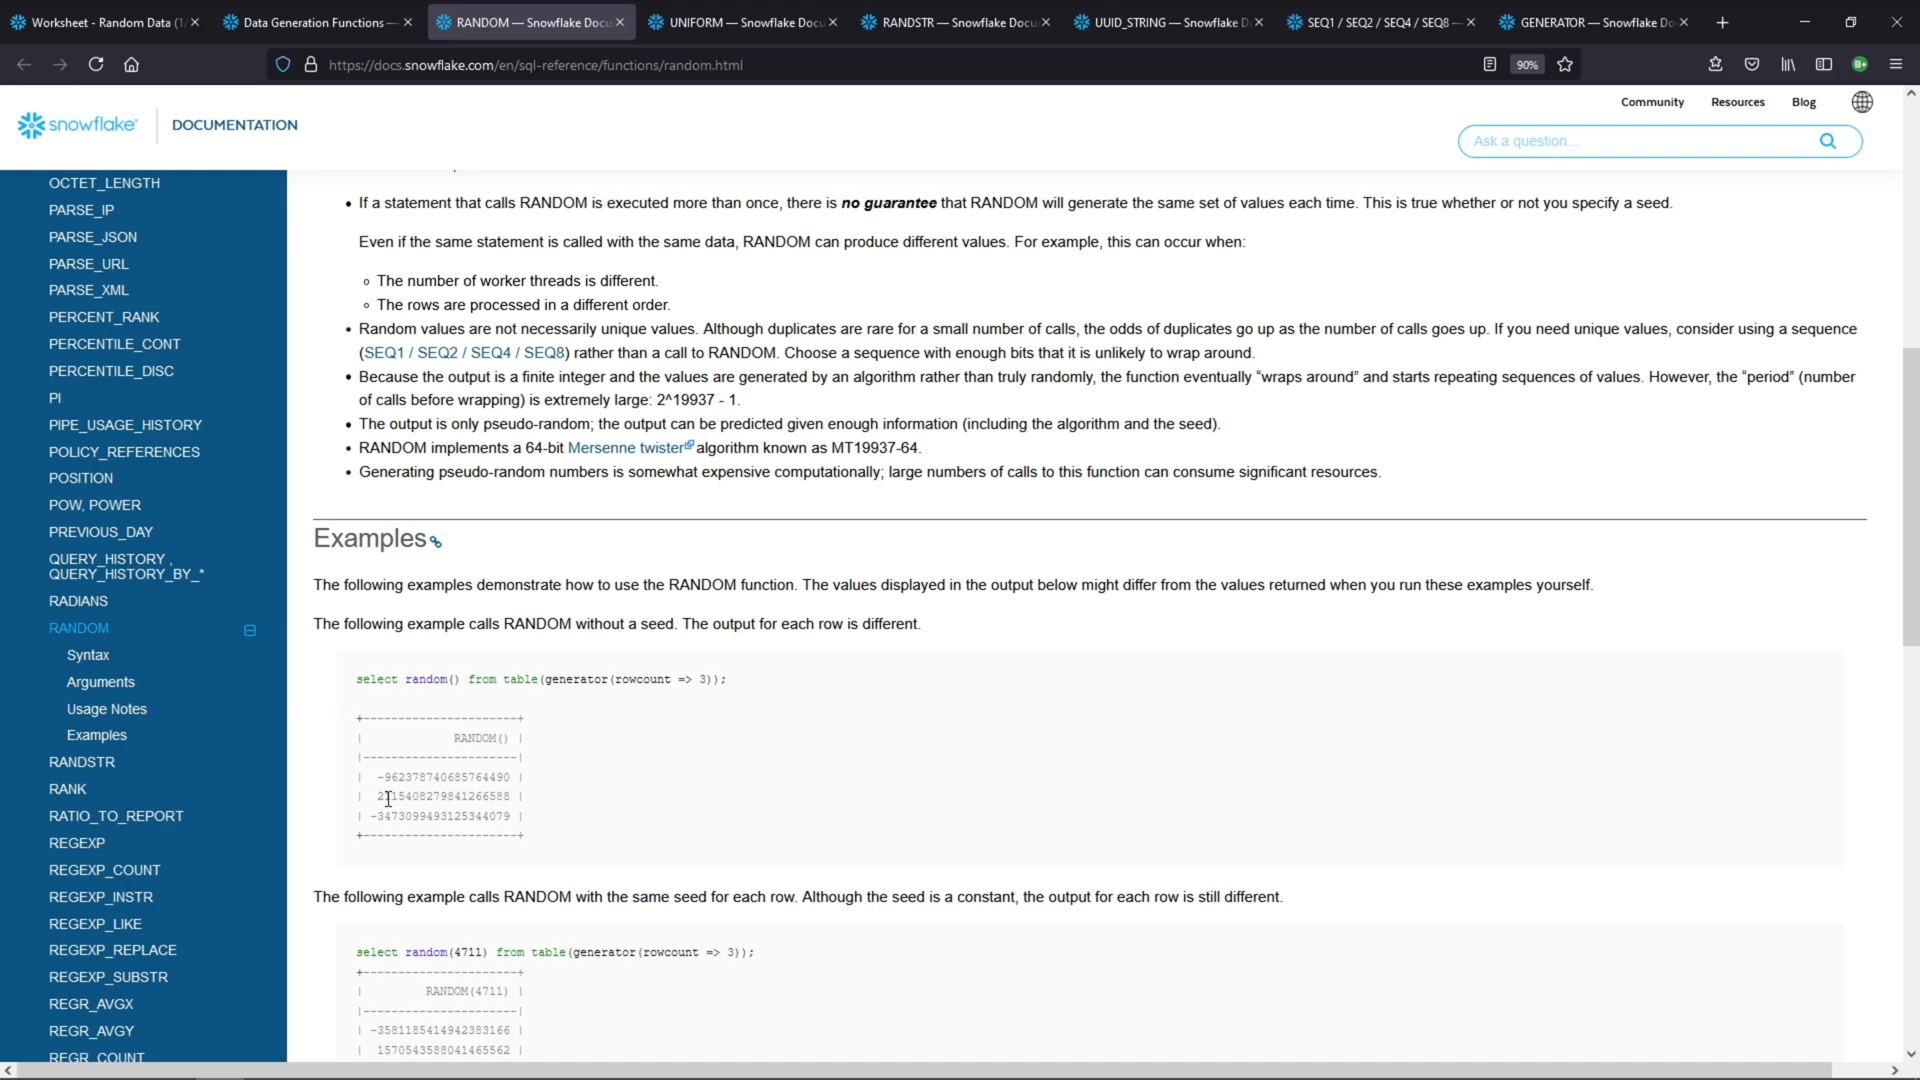 Worksheet - Random Data (1/
Data Generation Functions —
RANDOM — Snowflake Docu
UNIFORM — Snowflake Docu
RANDSTR — Snowflake Docu
UUID_STRING — Snowflake D
SEQ1 / SEQ2 / SEQ4 / SEQ8 —
GENERATOR — Snowflake Do
https://docs.snowflake.com/en/sql-reference/functions/random.html
90%
B+
Community
Resources
Blog
snowflake
DOCUMENTATION
Ask a question...
OCTET_LENGTH
PARSE_IP
PARSE_JSON
PARSE_URL
PARSE_XML
PERCENT_RANK
PERCENTILE_CONT
PERCENTILE_DISC
PI
PIPE_USAGE_HISTORY
POLICY_REFERENCES
POSITION
POW, POWER
PREVIOUS_DAY
QUERY_HISTORY ,
QUERY_HISTORY_BY_*
RADIANS
RANDOM
Syntax
Arguments
Usage Notes
Examples
RANDSTR
RANK
RATIO_TO_REPORT
REGEXP
REGEXP_COUNT
REGEXP_INSTR
REGEXP_LIKE
REGEXP_REPLACE
REGEXP_SUBSTR
REGR_AVGX
REGR_AVGY
REGR_COUNT
• If a statement that calls RANDOM is executed more than once, there is no guarantee that RANDOM will generate the same set of values each time. This is true whether or not you specify a seed.
Even if the same statement is called with the same data, RANDOM can produce different values. For example, this can occur when:
◦ The number of worker threads is different.
◦ The rows are processed in a different order.
• Random values are not necessarily unique values. Although duplicates are rare for a small number of calls, the odds of duplicates go up as the number of calls goes up. If you need unique values, consider using a sequence
(SEQ1 / SEQ2 / SEQ4 / SEQ8) rather than a call to RANDOM. Choose a sequence with enough bits that it is unlikely to wrap around.
• Because the output is a finite integer and the values are generated by an algorithm rather than truly randomly, the function eventually “wraps around” and starts repeating sequences of values. However, the “period” (number
of calls before wrapping) is extremely large: 2^19937 - 1.
• The output is only pseudo-random; the output can be predicted given enough information (including the algorithm and the seed).
• RANDOM implements a 64-bit Mersenne twister algorithm known as MT19937-64.
• Generating pseudo-random numbers is somewhat expensive computationally; large numbers of calls to this function can consume significant resources.
Examples
The following examples demonstrate how to use the RANDOM function. The values displayed in the output below might differ from the values returned when you run these examples yourself.
The following example calls RANDOM without a seed. The output for each row is different.
select random() from table(generator(rowcount => 3));
+----------------------+
| RANDOM() |
|----------------------|
| -962378740685764490 |
| 2115408279841266588 |
| -3473099493125344079 |
+----------------------+
The following example calls RANDOM with the same seed for each row. Although the seed is a constant, the output for each row is still different.
select random(4711) from table(generator(rowcount => 3));
+----------------------+
| RANDOM(4711) |
|----------------------|
| -3581185414942383166 |
| 1570543588041465562 |